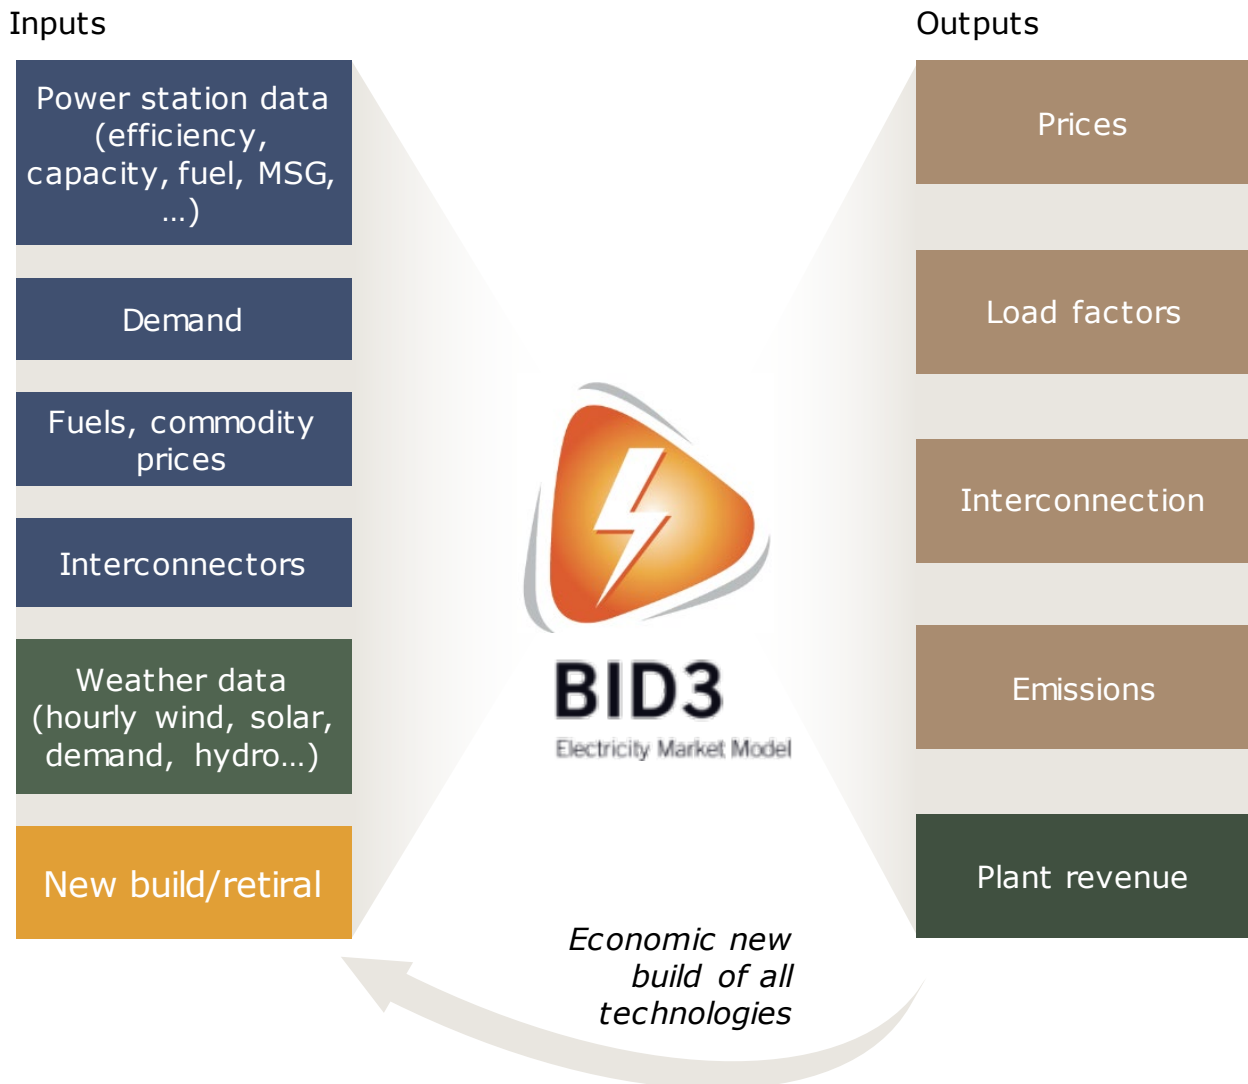 Inputs
Power station data
(efficiency,
capacity, fuel, MSG,
…)
Demand
Fuels, commodity
prices
Interconnectors
Weather data
(hourly wind, solar,
demand, hydro…)
New build/retiral
BID3
Electricity Market Model
Economic new
build of all
technologies
Outputs
Prices
Load factors
Interconnection
Emissions
Plant revenue